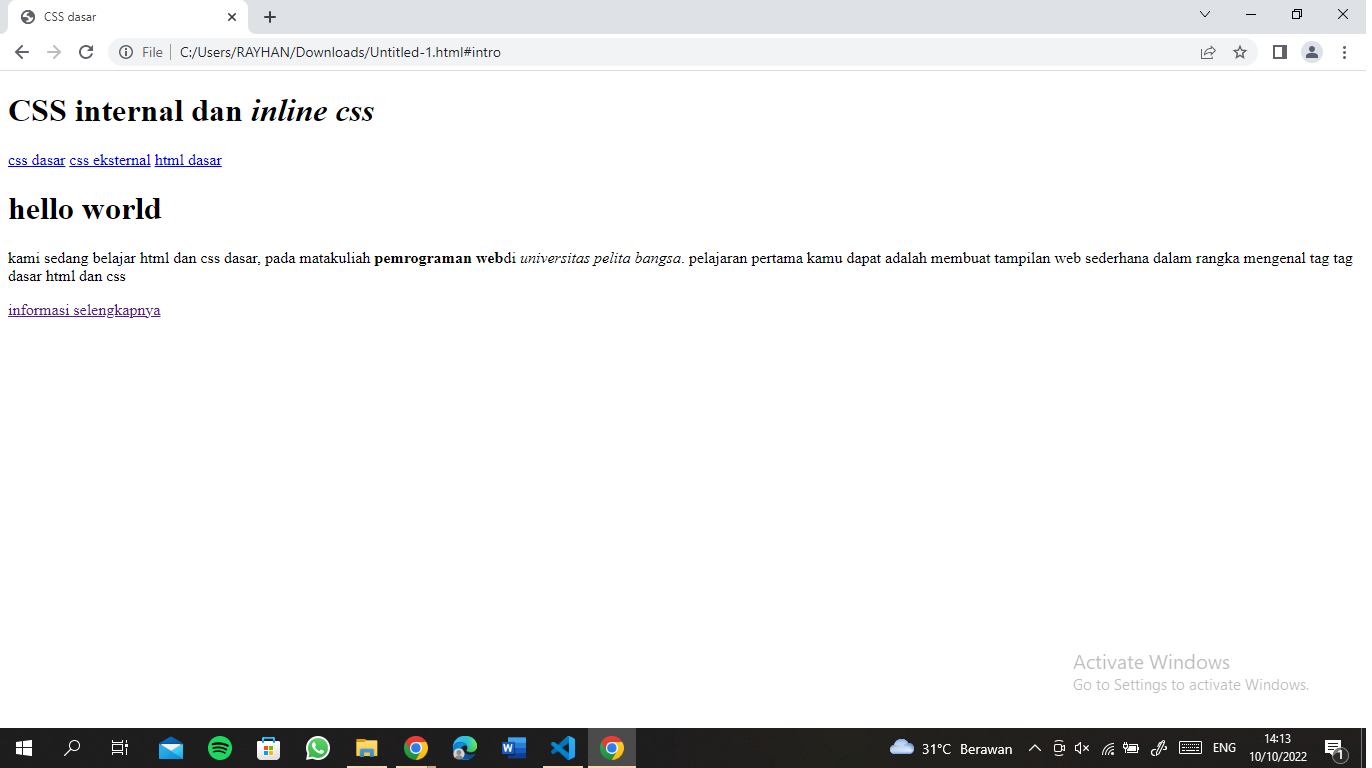 CSS dasar
File
C:/Users/RAYHAN/Downloads/Untitled-1.html#intro
CSS internal dan inline css
css dasar css eksternal html dasar
hello world
kami sedang belajar html dan css dasar, pada matakuliah pemrograman webdi universitas pelita bangsa. pelajaran pertama kamu dapat adalah membuat tampilan web sederhana dalam rangka mengenal tag tag
dasar html dan css
informasi selengkapnya
Activate Windows
Go to Settings to activate Windows.
31°C Berawan
ENG
14:13
10/10/2022
1